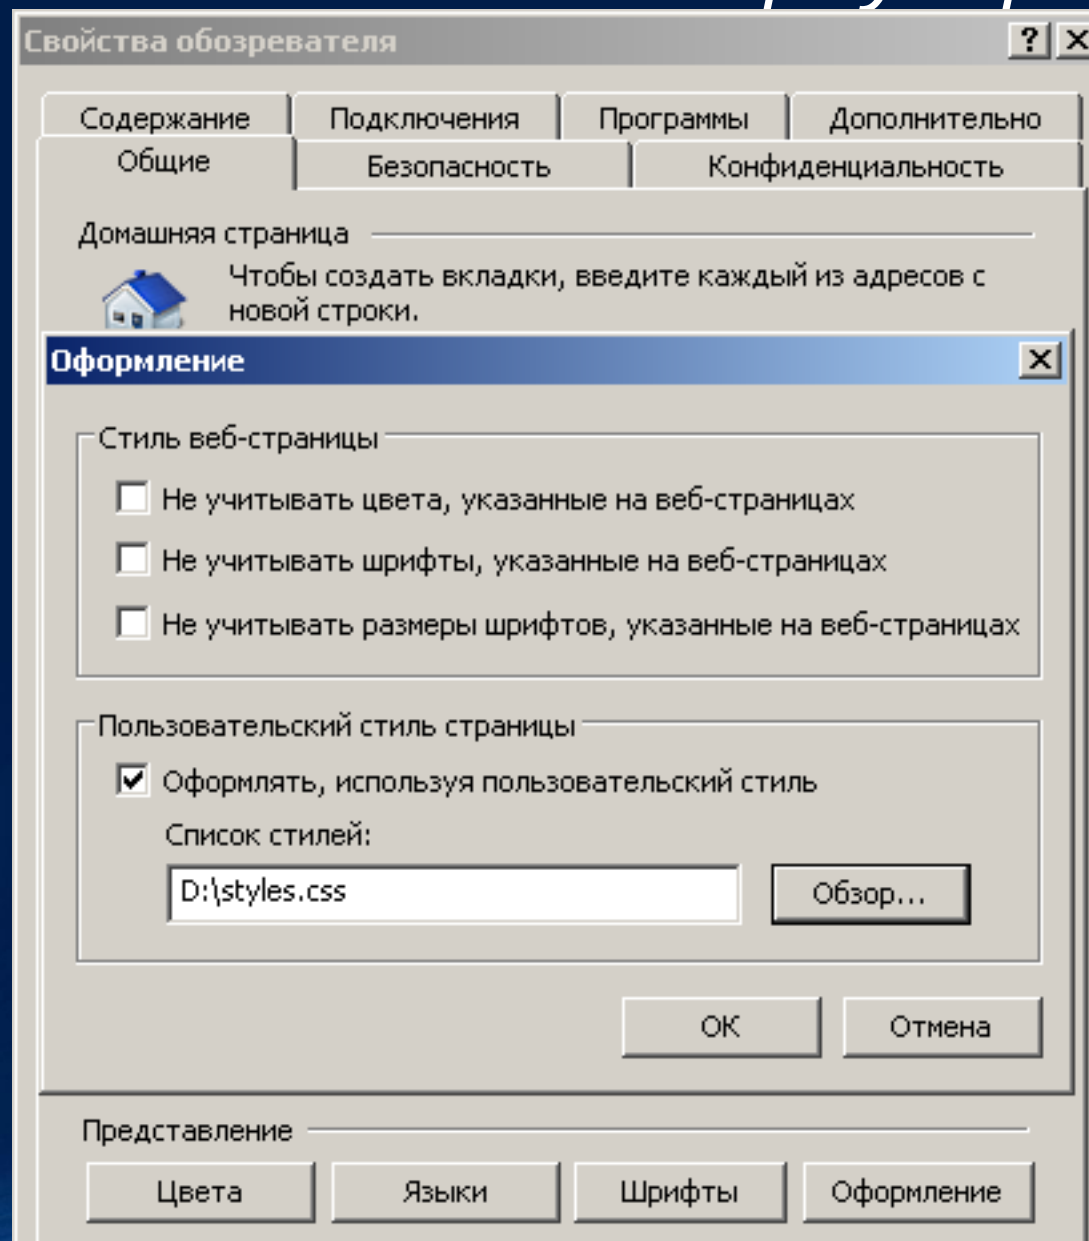 Свойства обозревателя
Содержание Подключения Программы Дополнительно
Общие Безопасность Конфиденциальность
Домашняя страница
Чтобы создать вкладки, введите каждый из адресов с
новой строки.
Оформление
Стиль веб-страницы
Не учитывать цвета, указанные на веб-страницах
Не учитывать шрифты, указанные на веб-страницах
Не учитывать размеры шрифтов, указанные на веб-страницах
Пользовательский стиль страницы
Оформлять, используя пользовательский стиль
Список стилей:
D:\styles.css Обзор...
ОК Отмена
Представление
Цвета Языки Шрифты Оформление